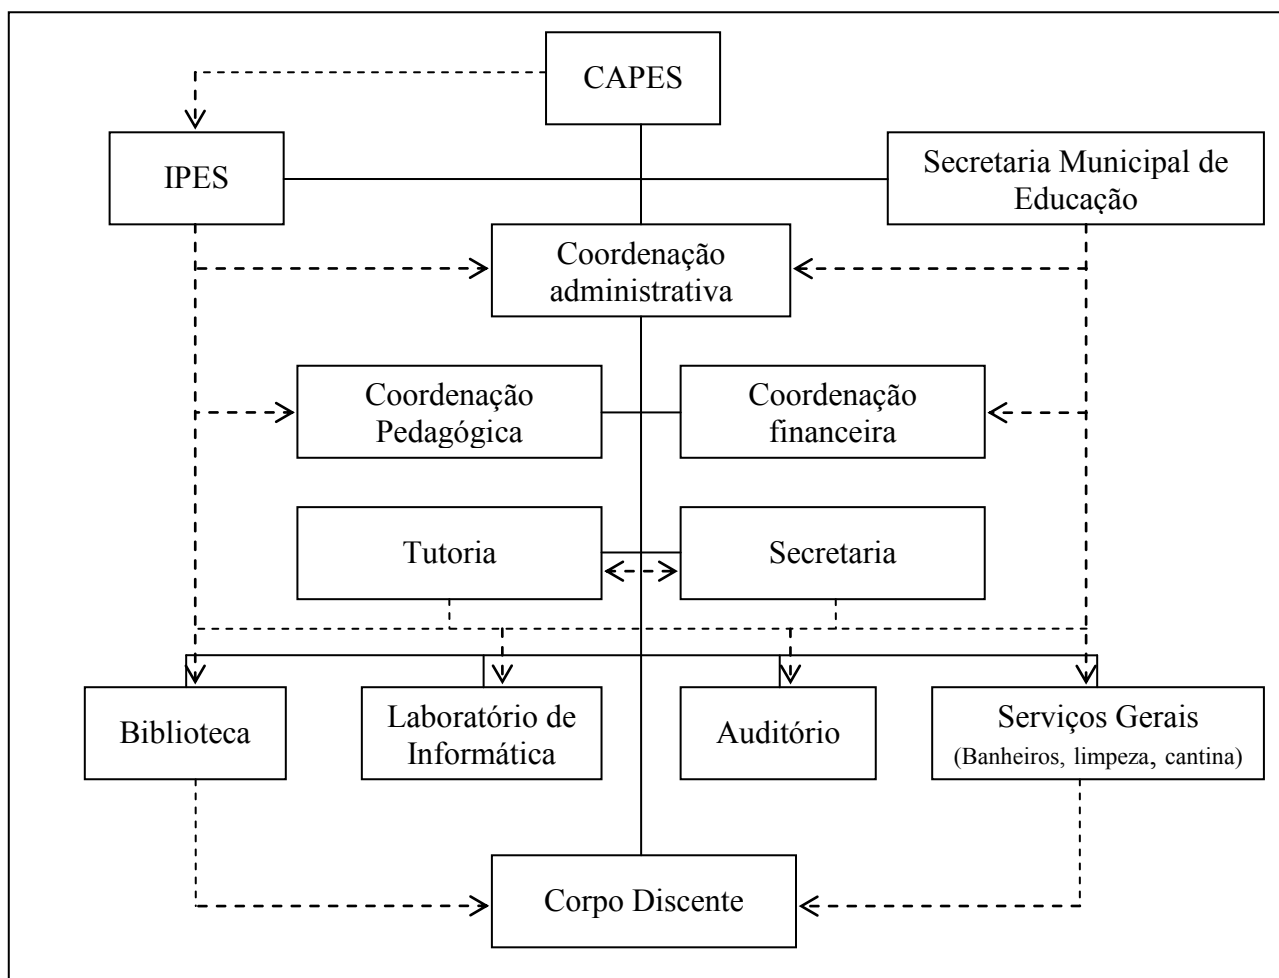 CAPES
IPES
Secretaria Municipal de
Educação
Coordenação
administrativa
Coordenação
Pedagógica
Coordenação
financeira
Tutoria
Secretaria
Biblioteca
Laboratório de
Informática
Auditório
Serviços Gerais
(Banheiros, limpeza, cantina)
Corpo Discente